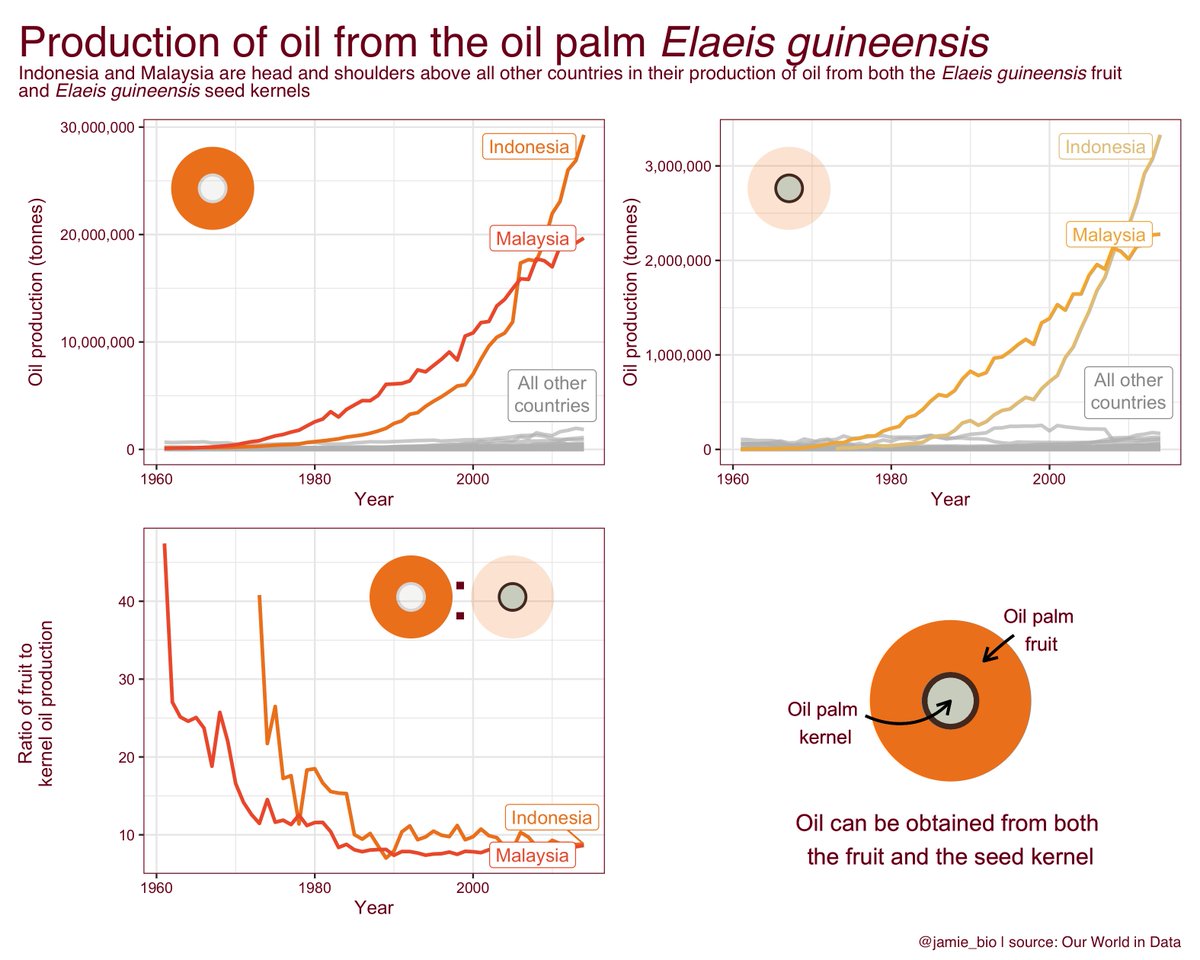 Production of oil from the oil palm Elaeis guineensis
Indonesia and Malaysia are head and shoulders above all other countries in their production of oil from both the Elaeis guineensis fruit
and Elaeis guineensis seed kernels
Oil production (tonnes)
30,000,000
20,000,000
10,000,000
0
Indonesia
Malaysia
All other
countries
1960
1980
2000
Year
Oil production (tonnes)
3,000,000
2,000,000
1,000,000
0
Indonesia
Malaysia
All other
countries
1960
1980
2000
Year
Ratio of fruit to
kernel oil production
40
30
20
10
:
Indonesia
Malaysia
1960
1980
2000
Year
Oil palm
fruit
Oil palm
kernel
Oil can be obtained from both
the fruit and the seed kernel
@jamie_bio | source: Our World in Data